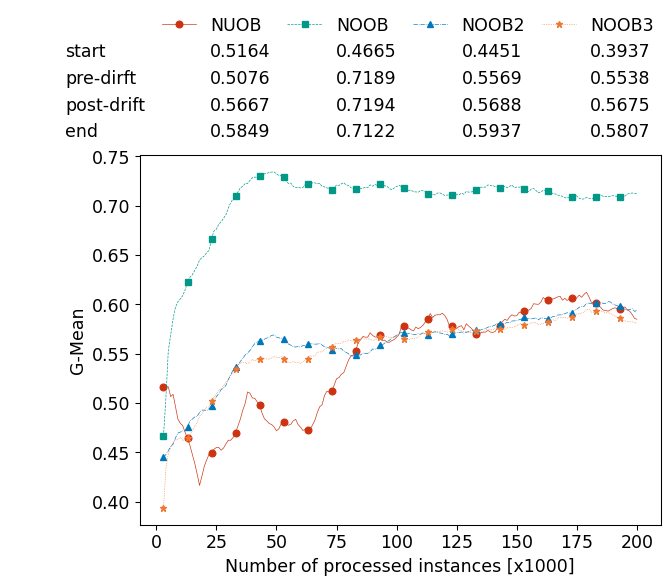 NUOB NOOB NOOB2 NOOB3
start 0.5164 0.4665 0.4451 0.3937
pre-dirft 0.5076 0.7189 0.5569 0.5538
post-drift 0.5667 0.7194 0.5688 0.5675
end 0.5849 0.7122 0.5937 0.5807
0.75
0.70
0.65
0.60
0.55
0.50
0.45
0.40
G-Mean
0 25 50 75 100 125 150 175 200
Number of processed instances [x1000]